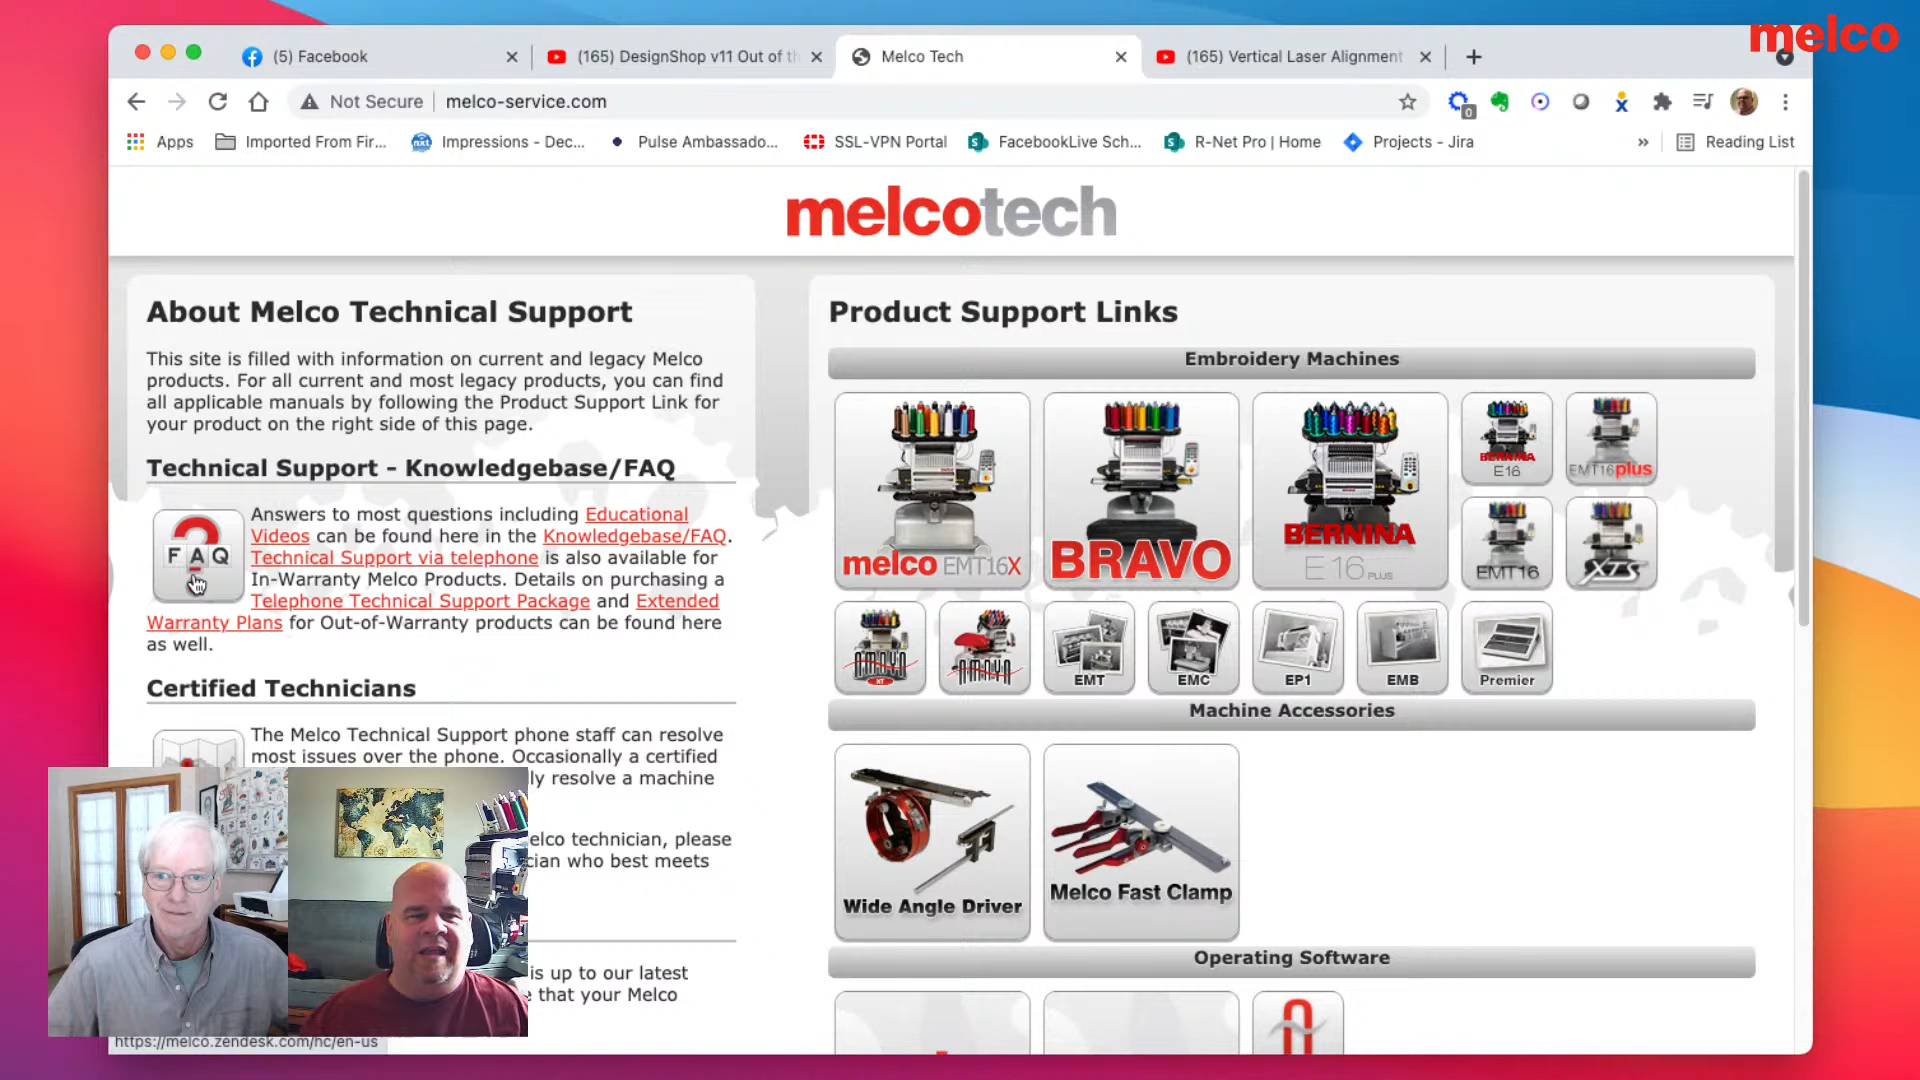 melco
(5) Facebook
(165) DesignShop v11 Out of th
Melco Tech
(165) Vertical Laser Alignment
Not Secure
melco-service.com
0
Apps
Imported From Fir...
Impressions - Dec...
Pulse Ambassado...
SSL-VPN Portal
FacebookLive Sch...
R-Net Pro | Home
Projects - Jira
»
Reading List
melcotech
About Melco Technical Support
This site is filled with information on current and legacy Melco
products. For all current and most legacy products, you can find
all applicable manuals by following the Product Support Link for
your product on the right side of this page.
Technical Support - Knowledgebase/FAQ
FAQ
Answers to most questions including Educational
Videos can be found here in the Knowledgebase/FAQ.
Technical Support via telephone is also available for
In-Warranty Melco Products. Details on purchasing a
Telephone Technical Support Package and Extended
Warranty Plans for Out-of-Warranty products can be found here
as well.
Certified Technicians
The Melco Technical Support phone staff can resolve
most issues over the phone. Occasionally a certified
ly resolve a machine
elco technician, please
cian who best meets
is up to our latest
that your Melco
https://melco.zendesk.com/hc/en-us
Product Support Links
Embroidery Machines
melco EMT16X
BRAVO
BERNINA
E 16 PLUS
BERNINA
E16
EMT16plus
EMT16
XTS
AMAYA
XT
AMAYA
EMT
EMC
EP1
EMB
Premier
Machine Accessories
Wide Angle Driver
Melco Fast Clamp
Operating Software